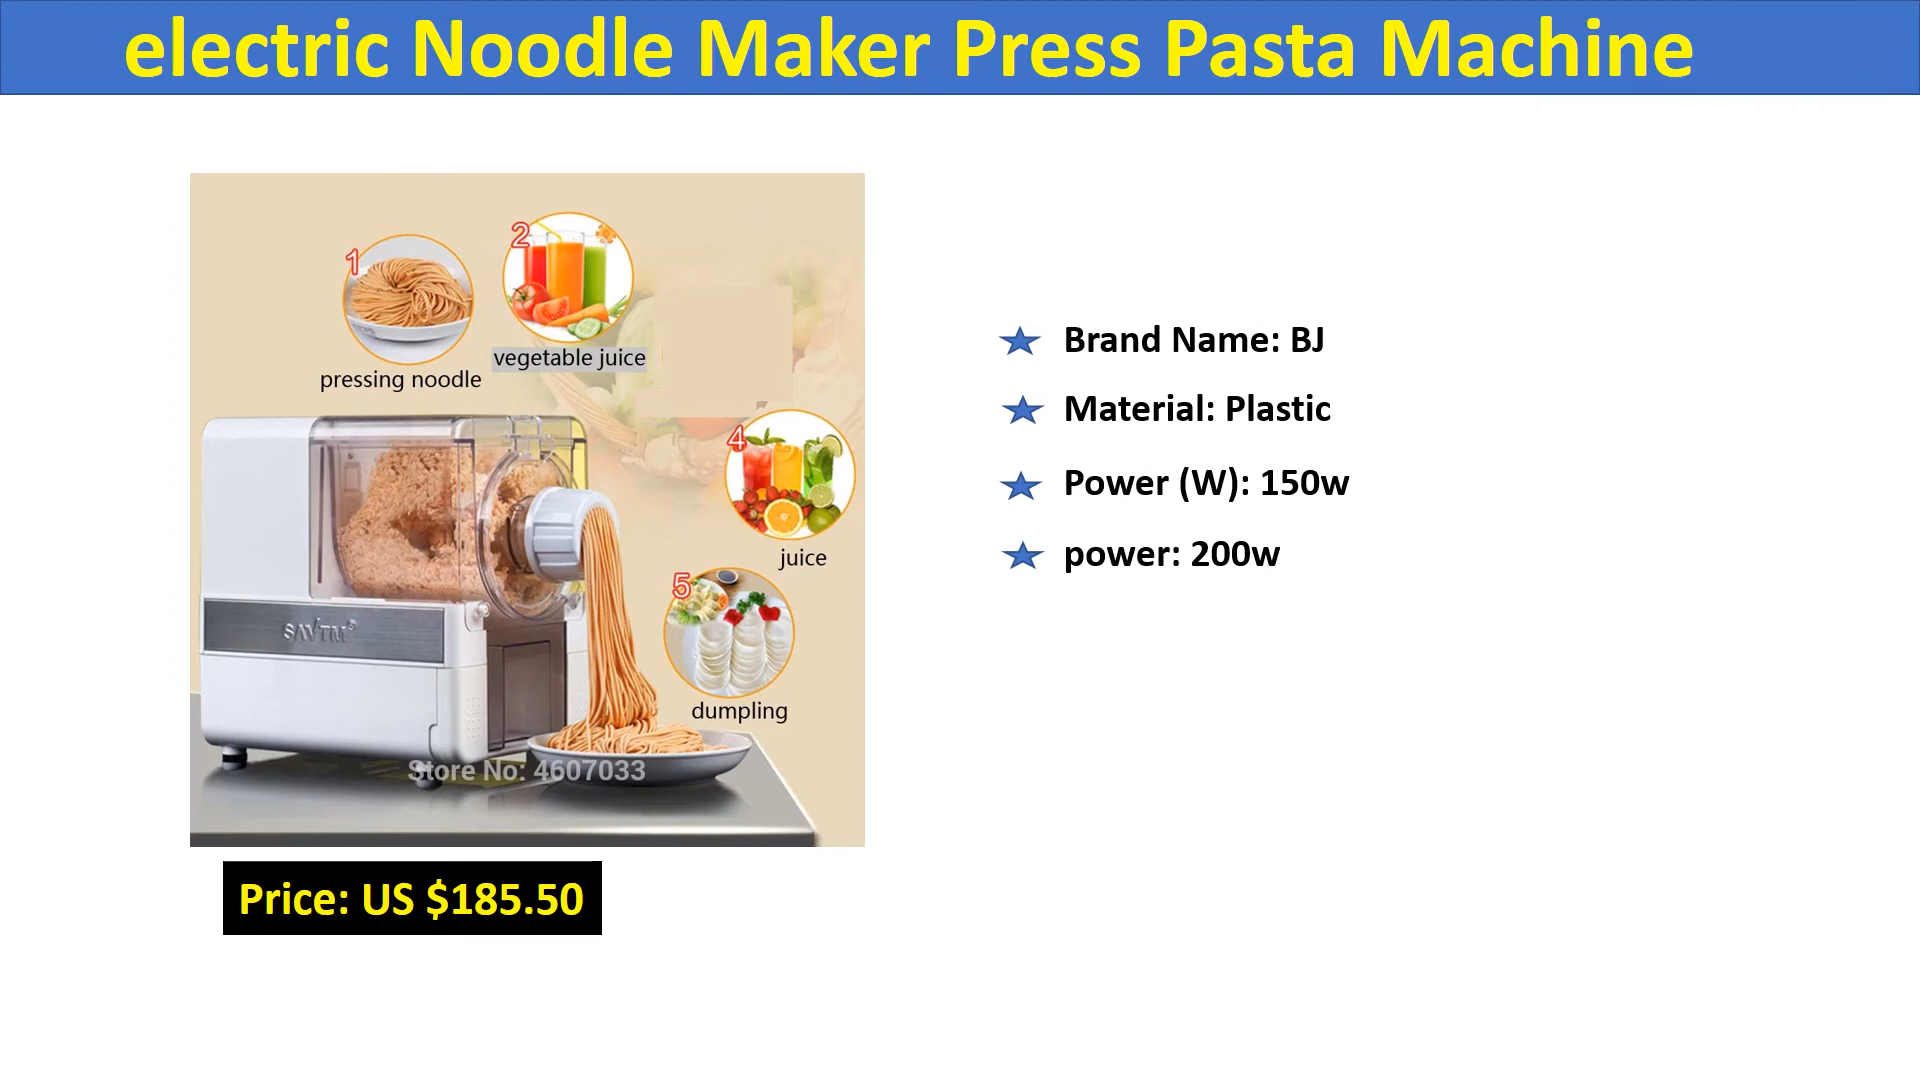 electric Noodle Maker Press Pasta Machine
1
2
pressing noodle
vegetable juice
4
juice
5
dumpling
SAVTM®
Store No: 4607033
Price: US $185.50
Brand Name: BJ
Material: Plastic
Power (W): 150w
power: 200w